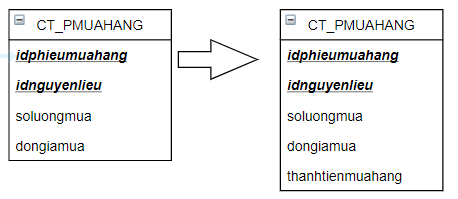 CT_PMUAHANG
idphieumuahang
idnguyenlieu
soluongmua
dongiamua
CT_PMUAHANG
idphieumuahang
idnguyenlieu
soluongmua
dongiamua
thanhtienmuahang